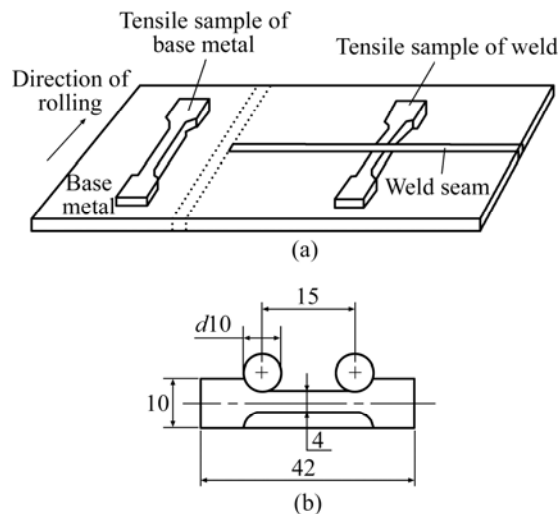 Tensile sample of
base metal
Tensile sample of weld
Direction of
rolling
Base
metal
Weld seam
(a)
15
d10
10
4
42
(b)